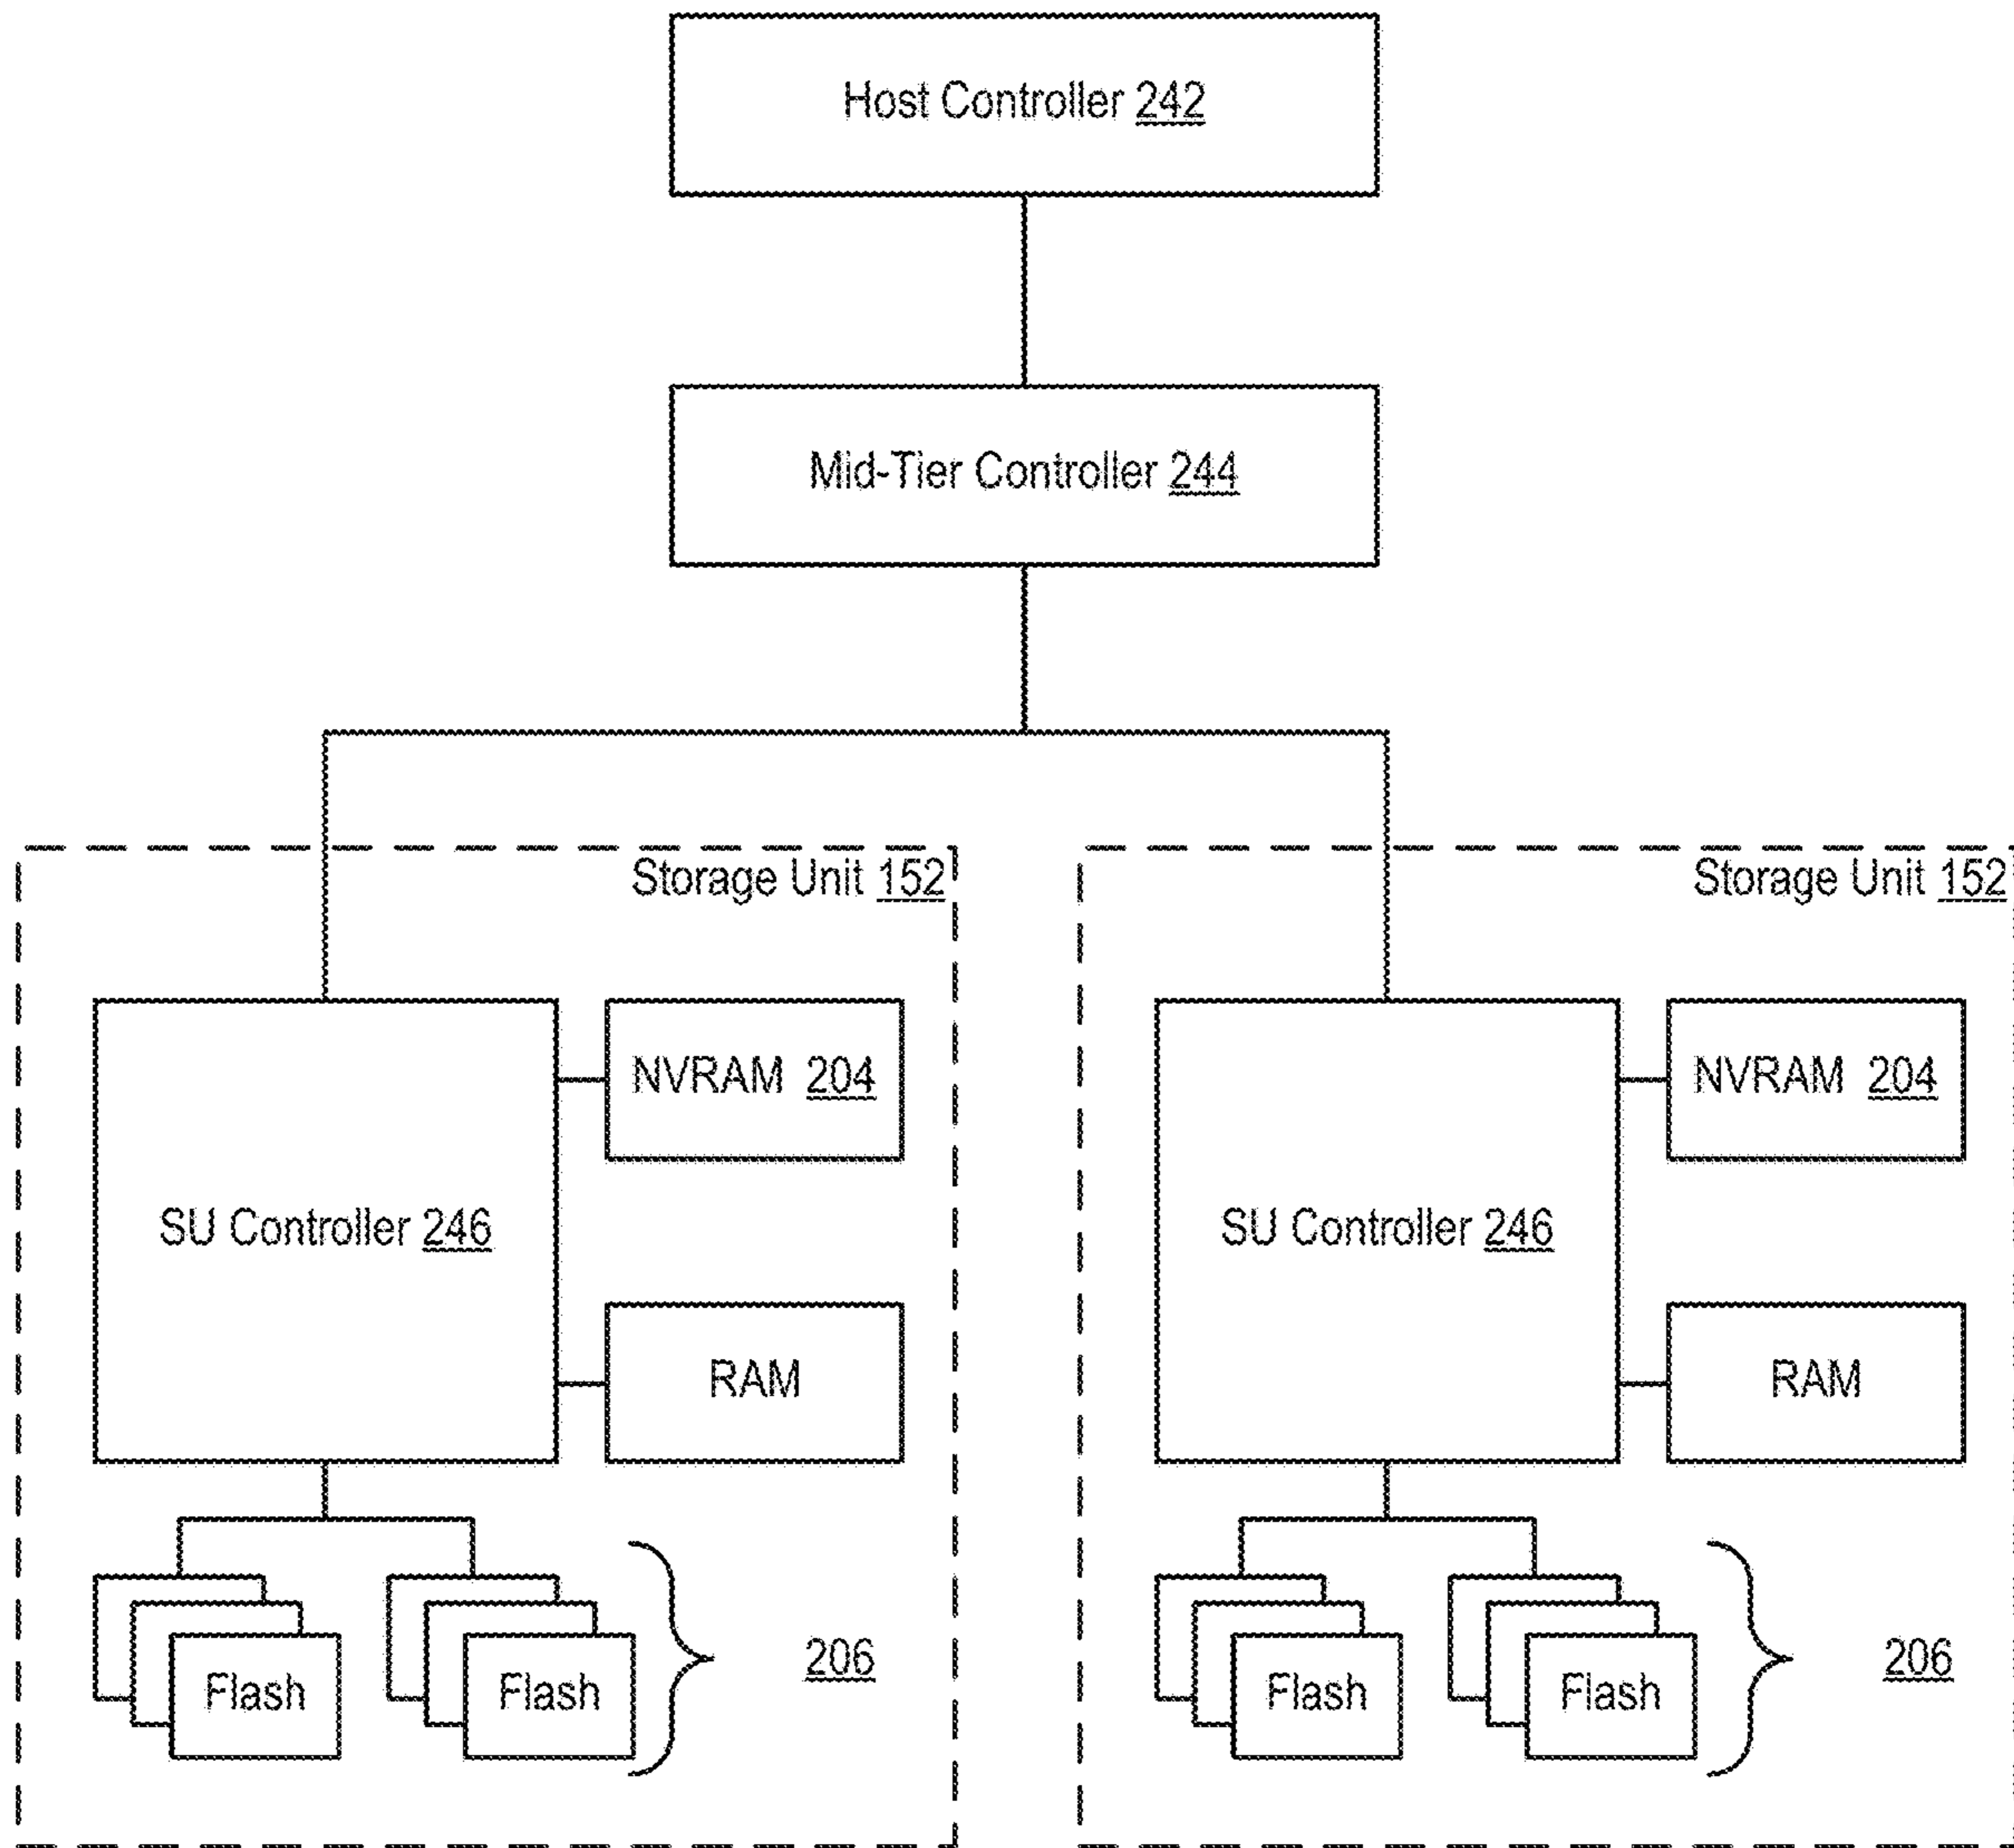 Host Controller 242
Mid-Tier Controller 244
Storage Unit 152
NVRAM 204
SU Controller 246
RAM
Flash
Flash
206
Storage Unit 152
NVRAM 204
SU Controller 246
RAM
Flash
Flash
206